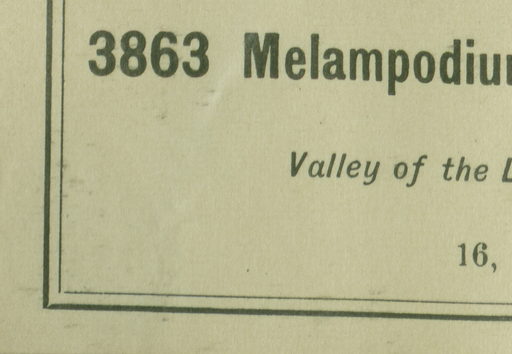 3863 Melampodiu
Valley of the
16,